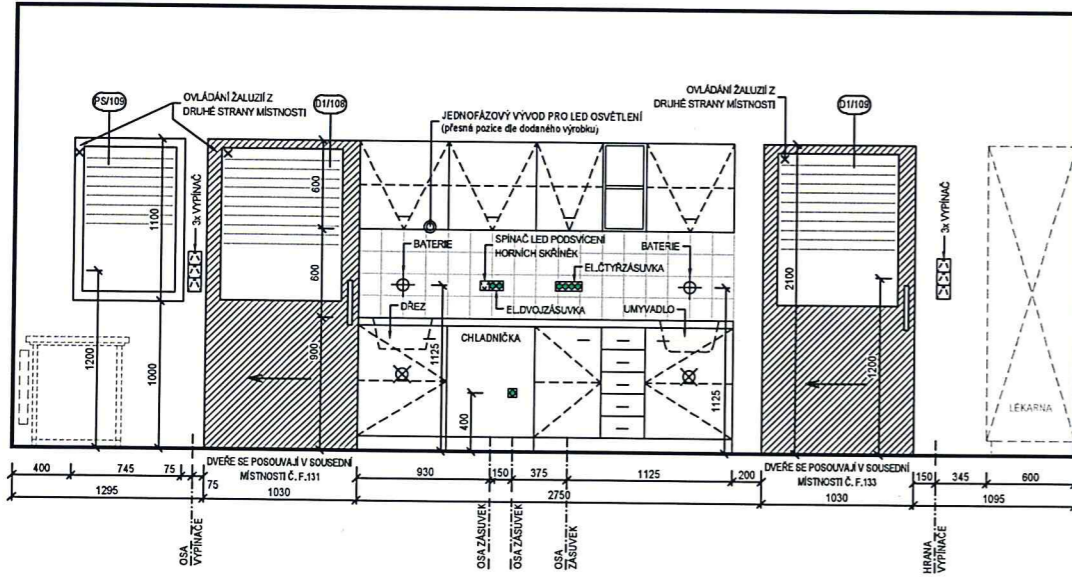 PS/109
OVLÁDÁNÍ ŽALUZIÍ Z
DRUHÉ STRANY MÍSTNOSTI
D1/108
JEDNOFÁZOVÝ VÝVOD PRO LED OSVĚTLENÍ
(přesná pozice dle dodaného výrobku)
OVLÁDÁNÍ ŽALUZIÍ Z
DRUHÉ STRANY MÍSTNOSTI
D1/109
1100
3x VYPÍNAČ
600
600
900
BATERIE
SPÍNAČ LED PODSVÍCENÍ
HORNÍCH SKŘÍNĚK
BATERIE
EL.ČTYŘZÁSUVKA
DŘEZ
EL.DVOJZÁSUVKA
UMYVADLO
CHLADNIČKA
2100
3x VYPÍNAČ
1200
1000
1125
400
1125
1200
LÉKARNA
400
745
75
75
1295
DVEŘE SE POSOUVAJÍ V SOUSEDNÍ
MÍSTNOSTI Č. F.131
1030
930
150
375
1125
200
2750
DVEŘE SE POSOUVAJÍ V SOUSEDNÍ
MÍSTNOSTI Č. F.133
1030
150
345
600
1095
OSA
VYPÍNAČE
OSA ZÁSUVEK
OSA ZÁSUVEK
OSA
ZÁSUVEK
HRANA
VYPÍNAČE